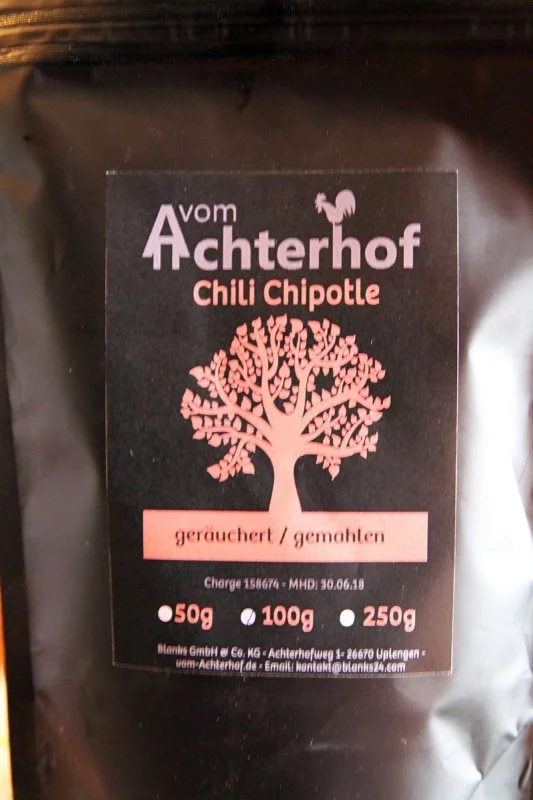 vom
Achterhof
Chili Chipotle
geräuchert / gemahlen
Charge 158674 - MHD: 30.06.18
50g 100g 250g
Blanks GmbH & Co. KG - Achterhofweg 1- 26670 Uplengen -
vom-Achterhof.de - Email: kontakt@blanks24.com